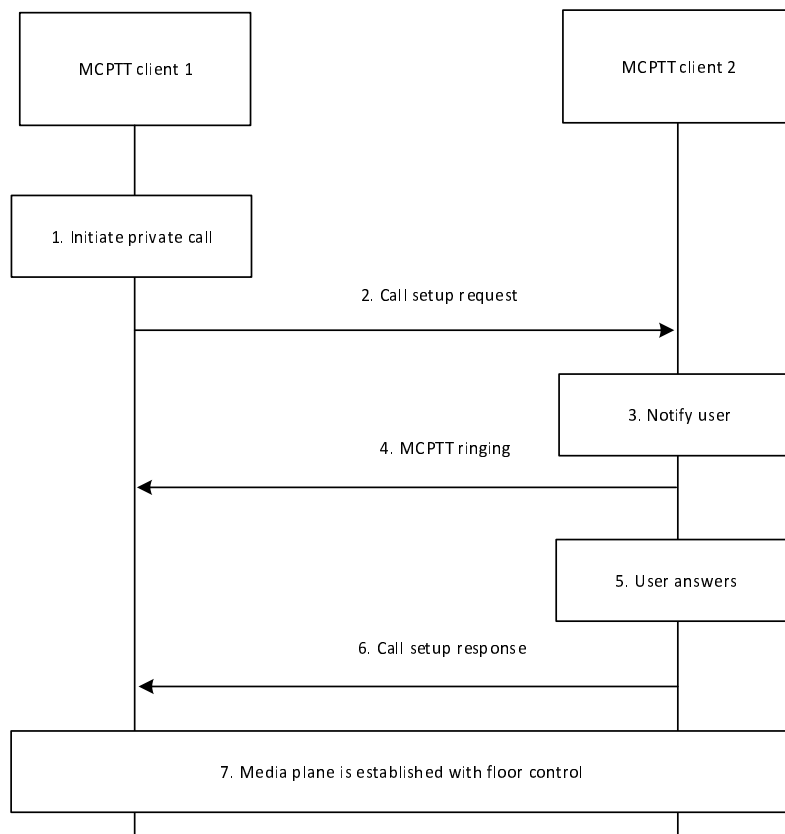 MCPTT client 1
MCPTT client 2
1. Initiate private call
2. Call setup request
3. Notify user
4. MCPTT ringing
5. User answers
6. Call setup response
7. Media plane is established with floor control